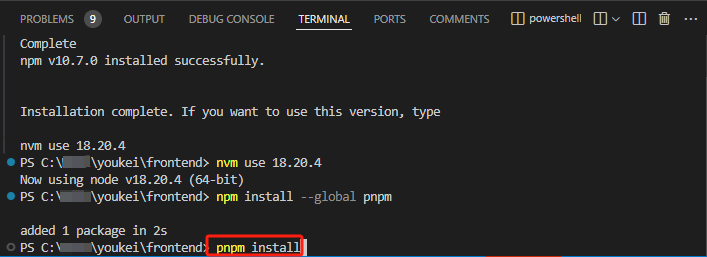 PROBLEMS 9 OUTPUT DEBUG CONSOLE TERMINAL PORTS COMMENTS powershell
Complete
npm v10.7.0 installed successfully.
Installation complete. If you want to use this version, type
nvm use 18.20.4
PS C:\ \youkei\frontend> nvm use 18.20.4
Now using node v18.20.4 (64-bit)
PS C:\ \youkei\frontend> npm install --global pnpm
added 1 package in 2s
PS C:\ \youkei\frontend> pnpm install